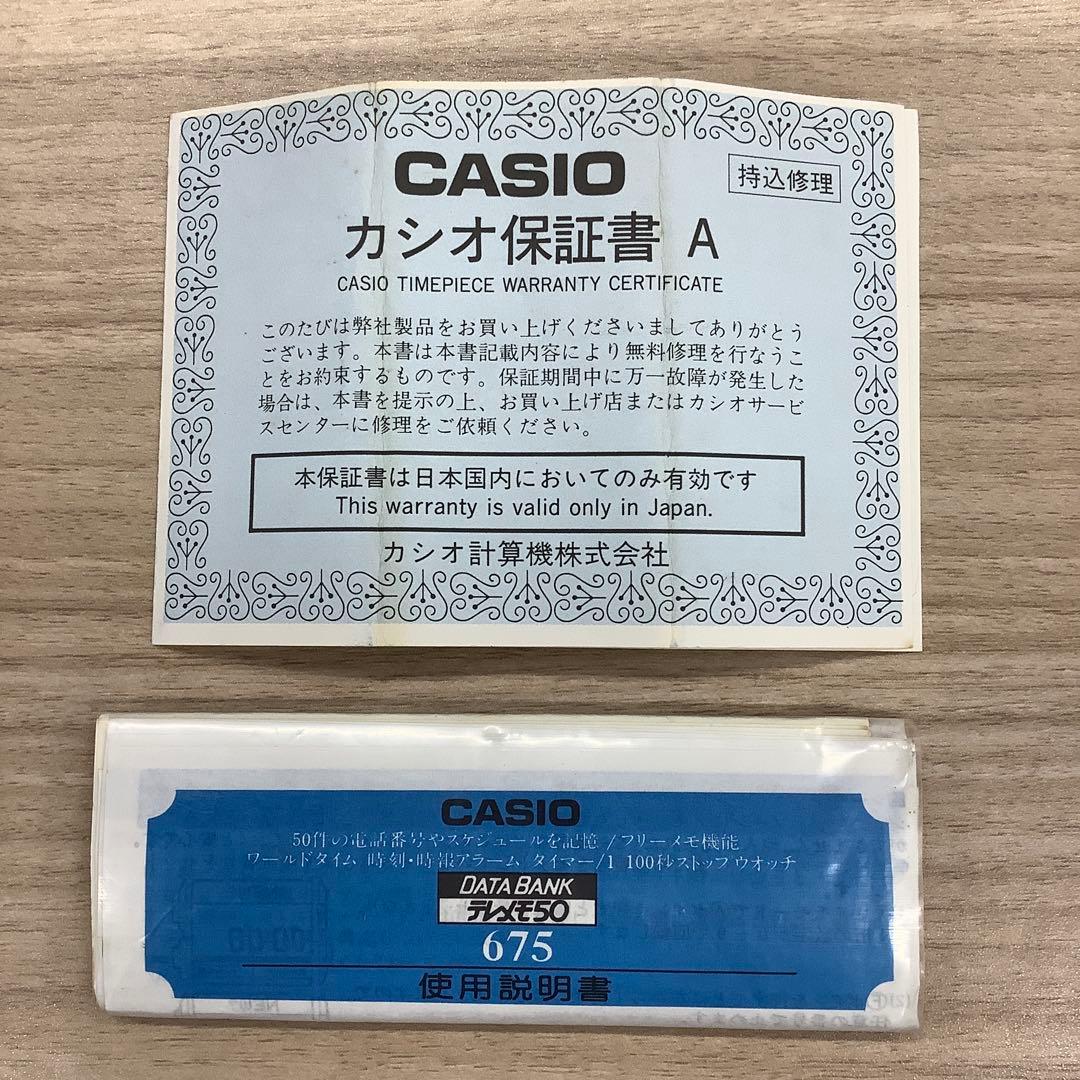 CASIO
持込修理
カシオ保証書 A
CASIO TIMEPIECE WARRANTY CERTIFICATE
このたびは弊社製品をお買い上げくださいましてありがとう
ございます。本書は本書記載内容により無料修理を行なうこ
とをお約束するものです。保証期間中に万一故障が発生した
場合は、本書を提示の上、お買い上げ店またはカシオサービ
スセンターに修理をご依頼ください。
本保証書は日本国内においてのみ有効です
This warranty is valid only in Japan.
カシオ計算機株式会社
CASIO
50件の電話番号やスケジュールを記憶/フリーメモ機能
ワールドタイム 時刻・時報アラーム タイマー/1 100秒ストップウオッチ
DATA BANK
テレメモ50
675
使用説明書